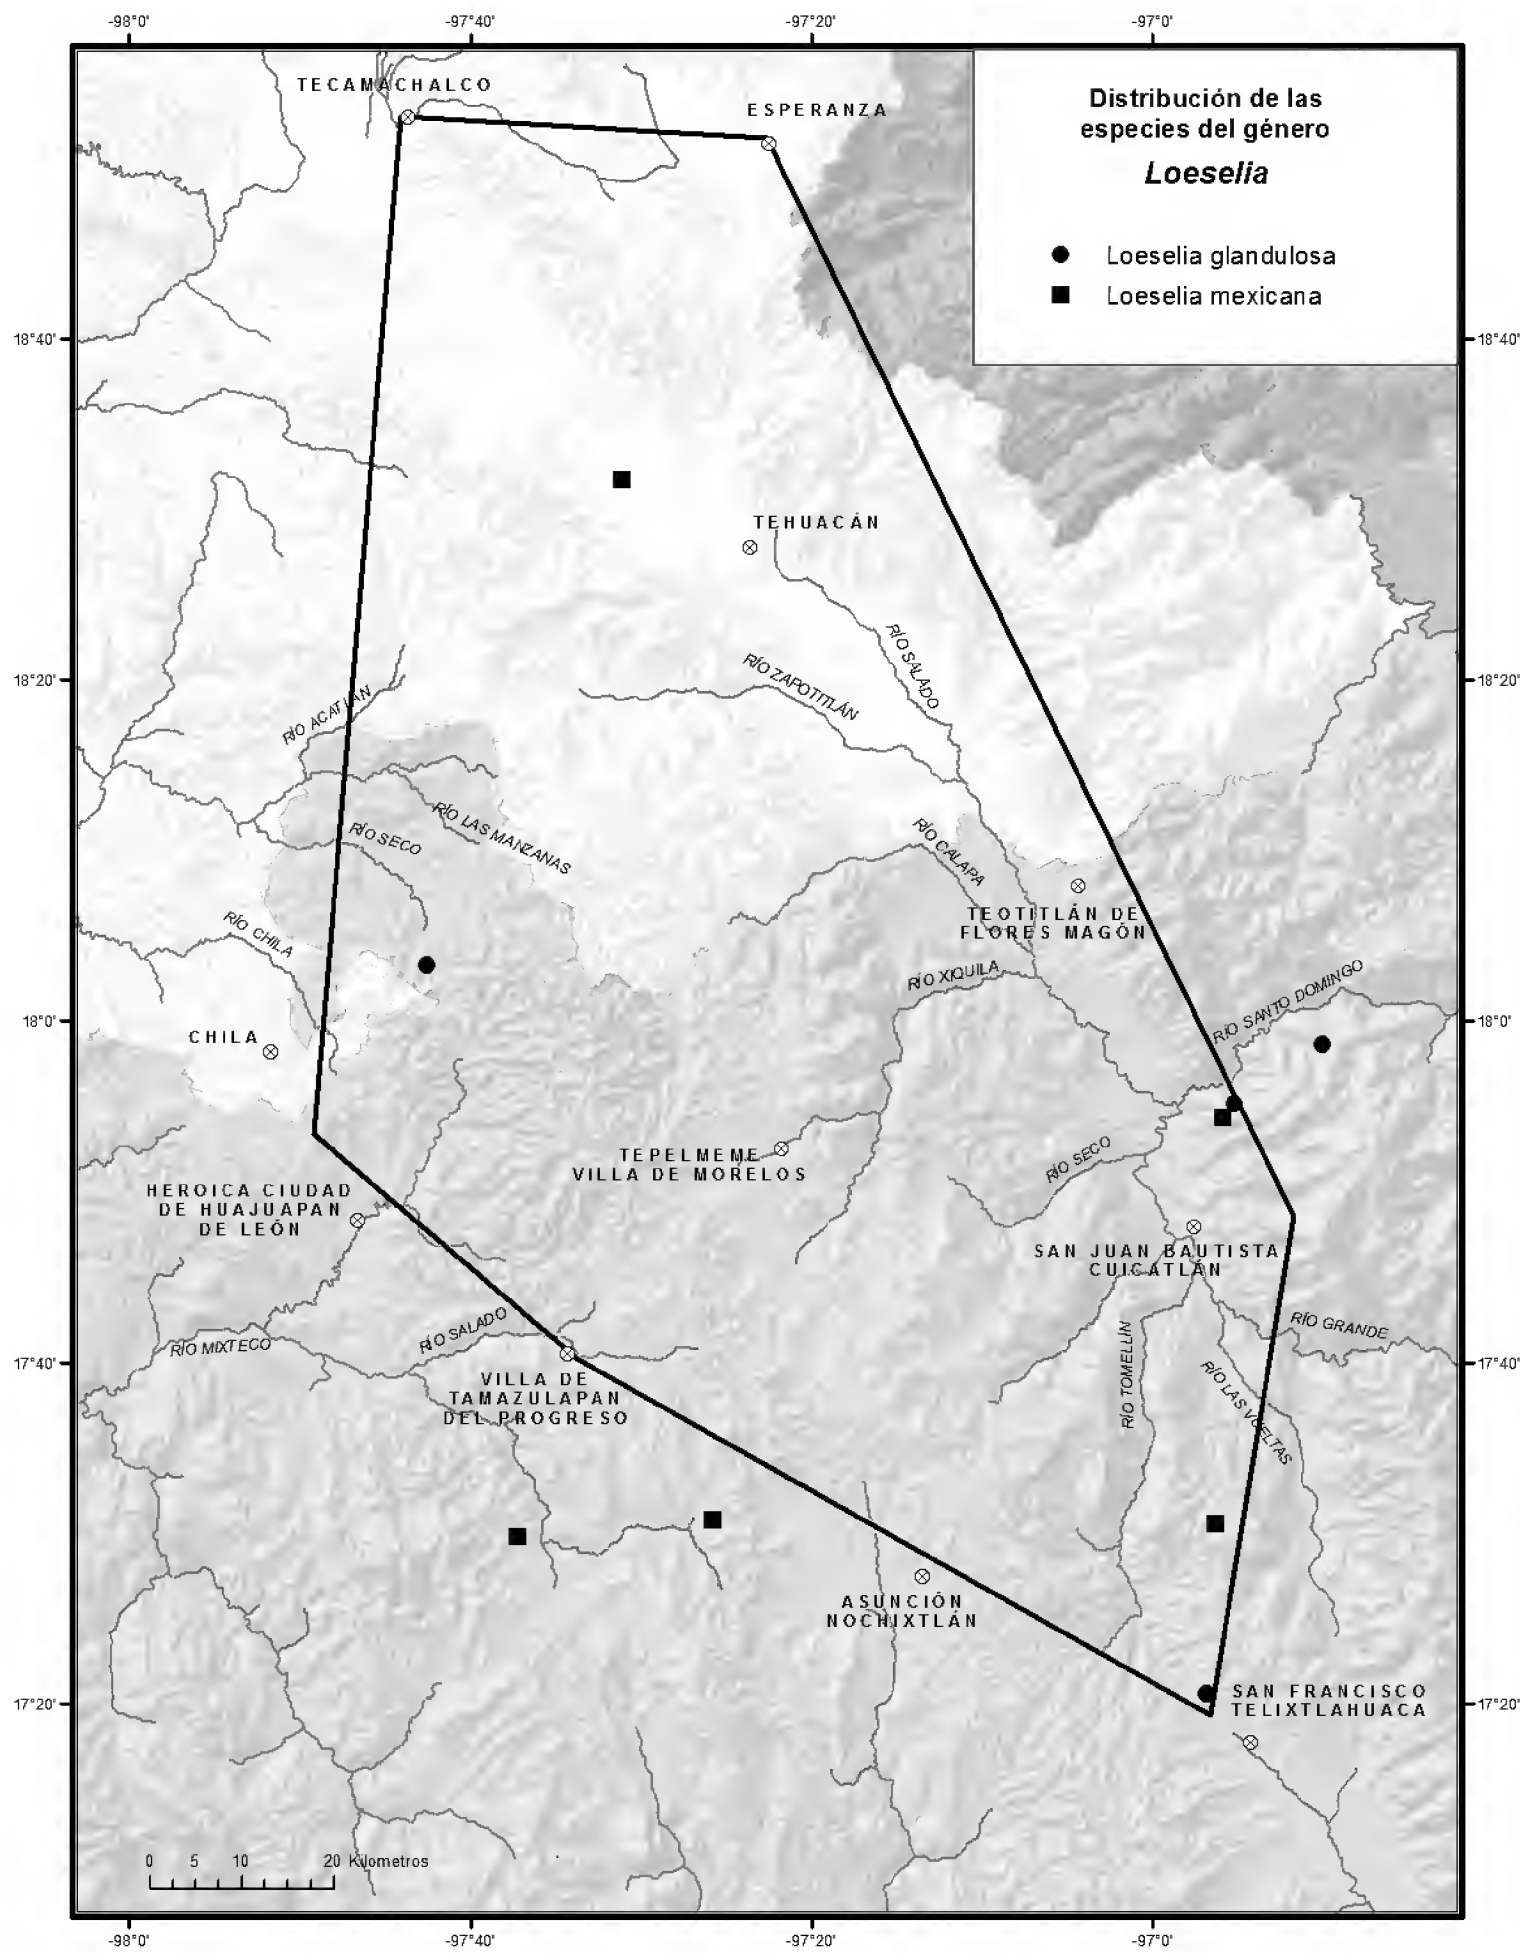 -98°0'
-97°40'
-97°20'
-97°0'
TECAMACHALCO
ESPERANZA
Distribución de las
especies del género
Loeselia
Loeselia glandulosa
Loeselia mexicana
18°40'
18°40'
TEHUACÁN
RÍO SALADO
RÍO ZAPOTITLÁN
18°20'
18°20'
RÍO ACATLÁN
RÍO LAS MANZANAS
RÍO SECO
RÍO CALAPA
TEOTITLÁN DE
FLORES MAGÓN
RÍO CHILA
RÍO XIQUILA
RÍO SANTO DOMINGO
18°0'
18°0'
CHILA
TEPELMEME
VILLA DE MORELOS
RÍO SECO
HEROICA CIUDAD
DE HUAJUAPAN
DE LEÓN
SAN JUAN BAUTISTA
CUICATLÁN
RÍO SALADO
RÍO MIXTECO
RÍO GRANDE
17°40'
17°40'
RÍO TOMELLÍN
RÍO LAS VUELTAS
VILLA DE
TAMAZULAPAN
DEL PROGRESO
ASUNCIÓN
NOCHIXTLÁN
17°20'
17°20'
SAN FRANCISCO
TELIXTLAHUACA
0 5 10 20 Kilometros
-98°0'
-97°40'
-97°20'
-97°0'